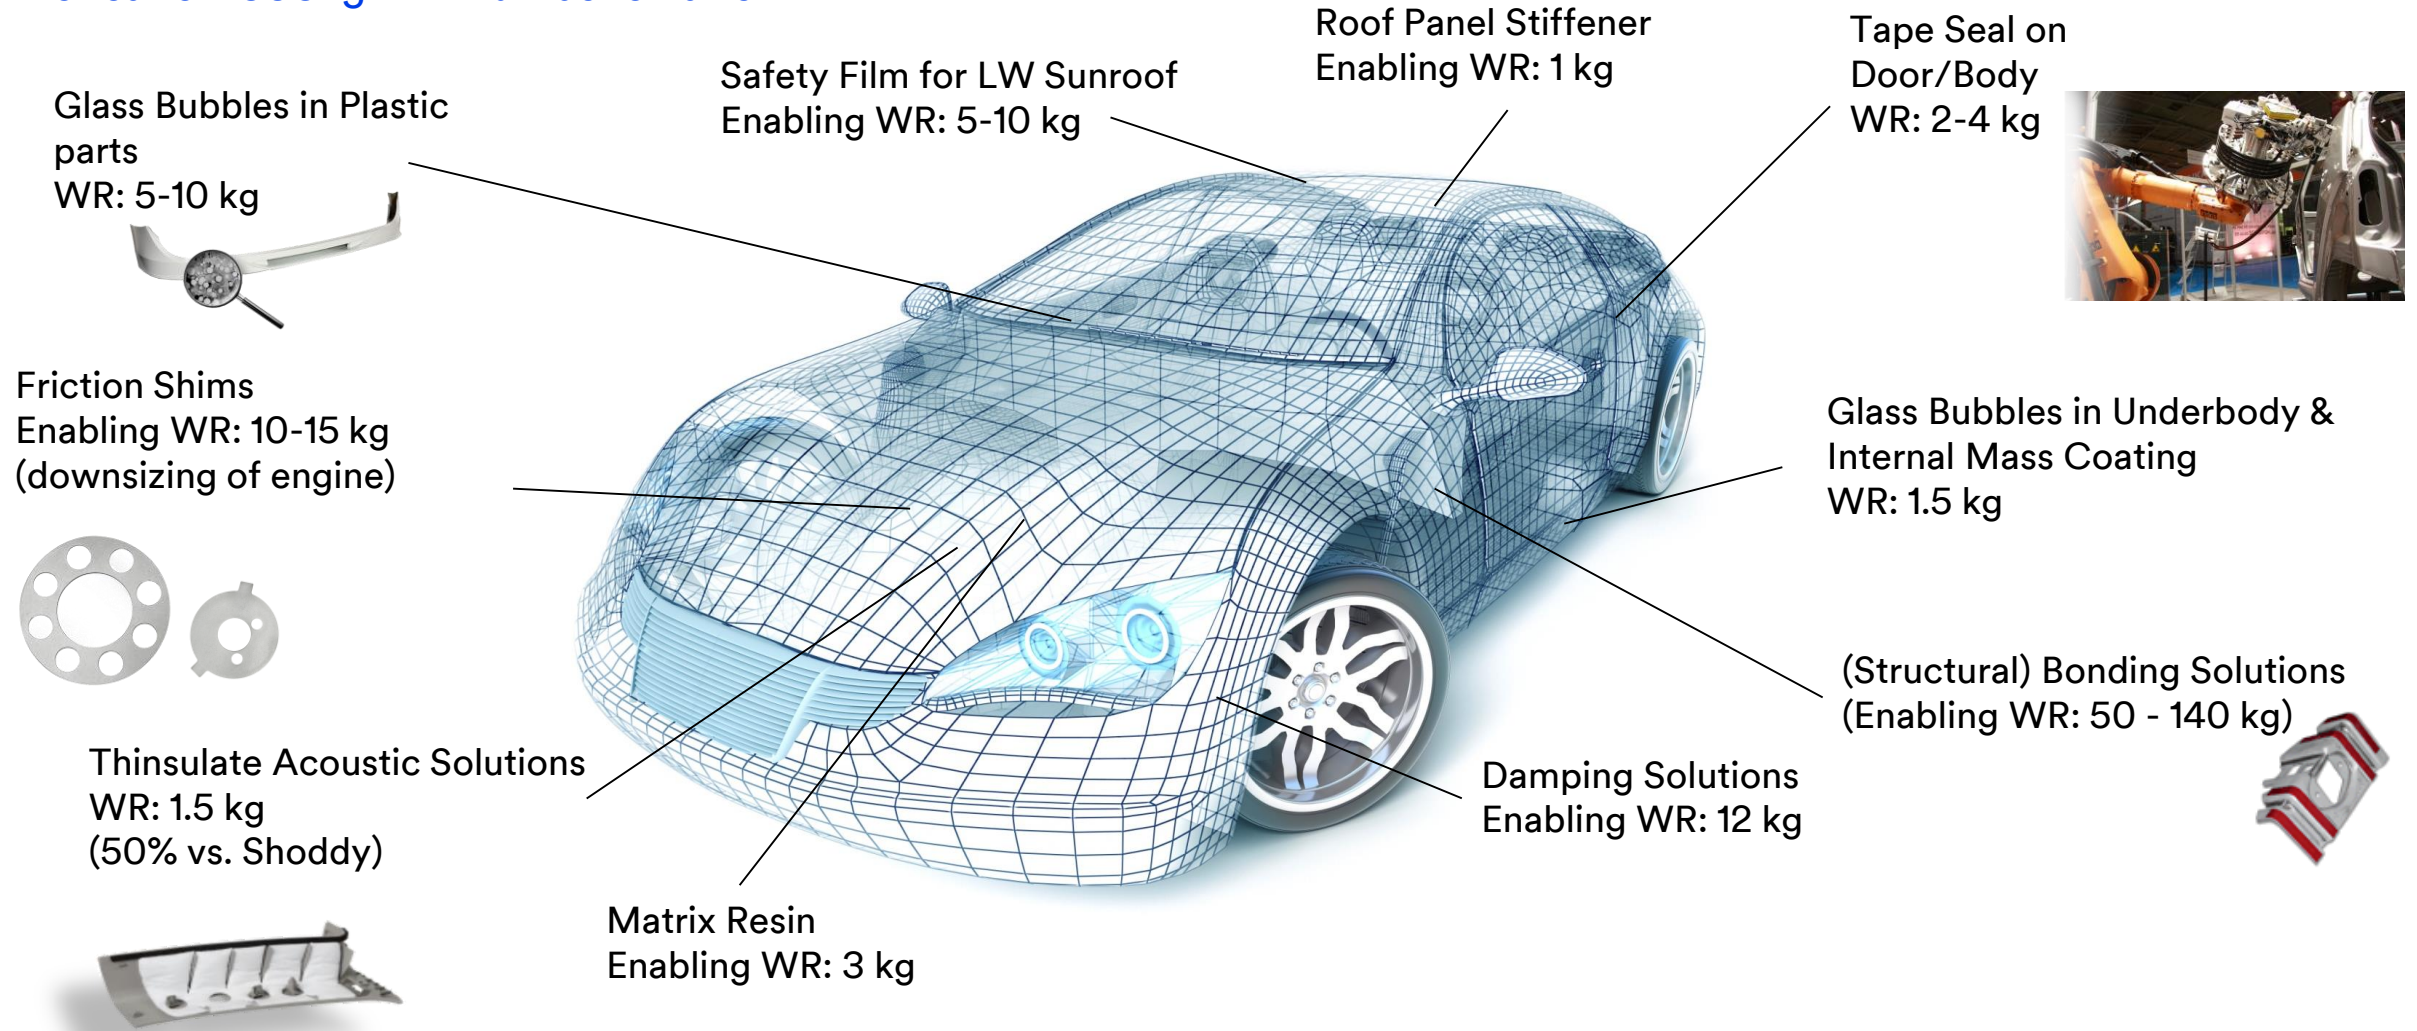 Roof Panel Stiffener
Enabling WR: 1 kg
Tape Seal on
Door/Body
WR: 2-4 kg
Safety Film for LW Sunroof
Enabling WR: 5-10 kg
Glass Bubbles in Plastic
parts
WR: 5-10 kg
Friction Shims
Enabling WR: 10-15 kg
(downsizing of engine)
Glass Bubbles in Underbody &
Internal Mass Coating
WR: 1.5 kg
(Structural) Bonding Solutions
(Enabling WR: 50 - 140 kg)
Thinsulate Acoustic Solutions
WR: 1.5 kg
(50% vs. Shoddy)
Damping Solutions
Enabling WR: 12 kg
Matrix Resin
Enabling WR: 3 kg